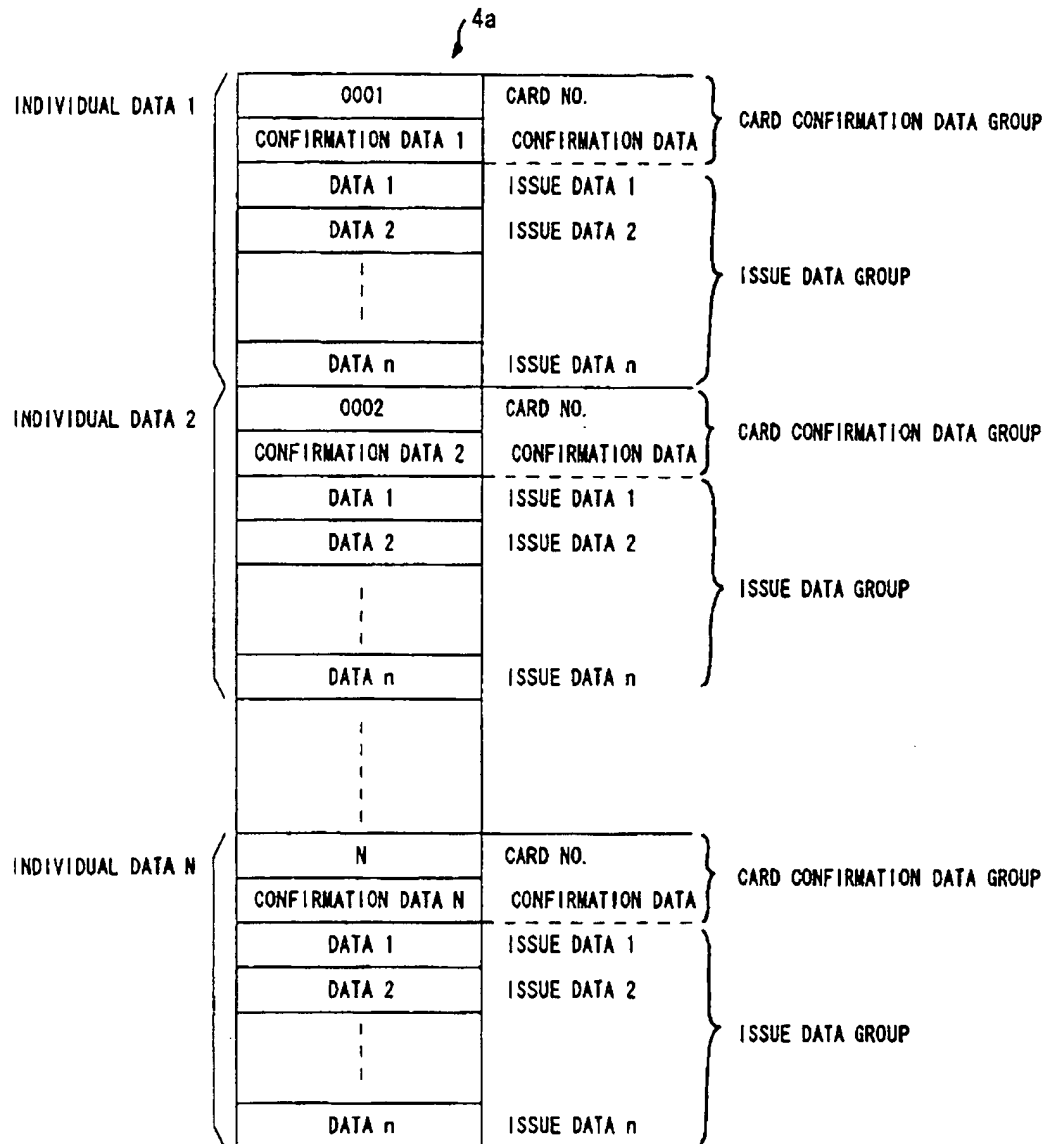 4a
INDIVIDUAL DATA 1
0001 CARD NO. CARD CONFIRMATION DATA GROUP
CONFIRMATION DATA 1 CONFIRMATION DATA
DATA 1 ISSUE DATA 1
DATA 2 ISSUE DATA 2
ISSUE DATA GROUP
DATA n ISSUE DATA n
INDIVIDUAL DATA 2
0002 CARD NO. CARD CONFIRMATION DATA GROUP
CONFIRMATION DATA 2 CONFIRMATION DATA
DATA 1 ISSUE DATA 1
DATA 2 ISSUE DATA 2
ISSUE DATA GROUP
DATA n ISSUE DATA n
INDIVIDUAL DATA N
N CARD NO. CARD CONFIRMATION DATA GROUP
CONFIRMATION DATA N CONFIRMATION DATA
DATA 1 ISSUE DATA 1
DATA 2 ISSUE DATA 2
ISSUE DATA GROUP
DATA n ISSUE DATA n